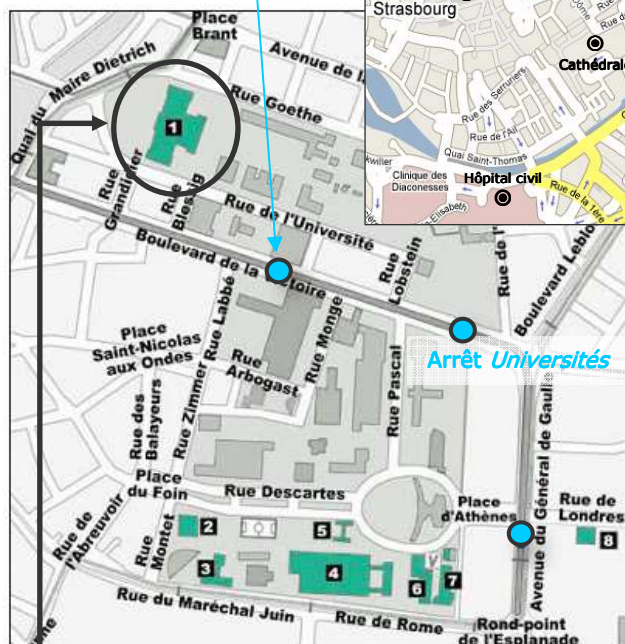 Place
Brant
Strasbourg
Cathédrale
Quai du Maire Dietrich
Avenue de la
Rue Goethe
Rue des Serruriers
Rue de l'Ail
Quai Saint-Thomas
Clinique des
Diaconesses
Hôpital civil
Rue de la 1ère
1
Rue
Grandidier
Rue
Blessig
Rue de l'Université
Boulevard de la Victoire
Rue
Lobstein
Rue de l'
Boulevard Leblo
Arrêt Universités
Place
Saint-Nicolas
aux Ondes
Rue Labbé
Rue
Arbogast
Rue Monge
Rue Pascal
Rue des
Balayeurs
Rue Zimmer
Avenue du Général de Gaulle
Place
du Foin
Rue Descartes
Place
d'Athènes
Rue de
Londres
Rue de
l'Abreuvoir
Rue
Montet
2
5
8
3
4
6
7
Rue du Maréchal Juin
Rue de Rome
Rond-point
de l'Esplanade